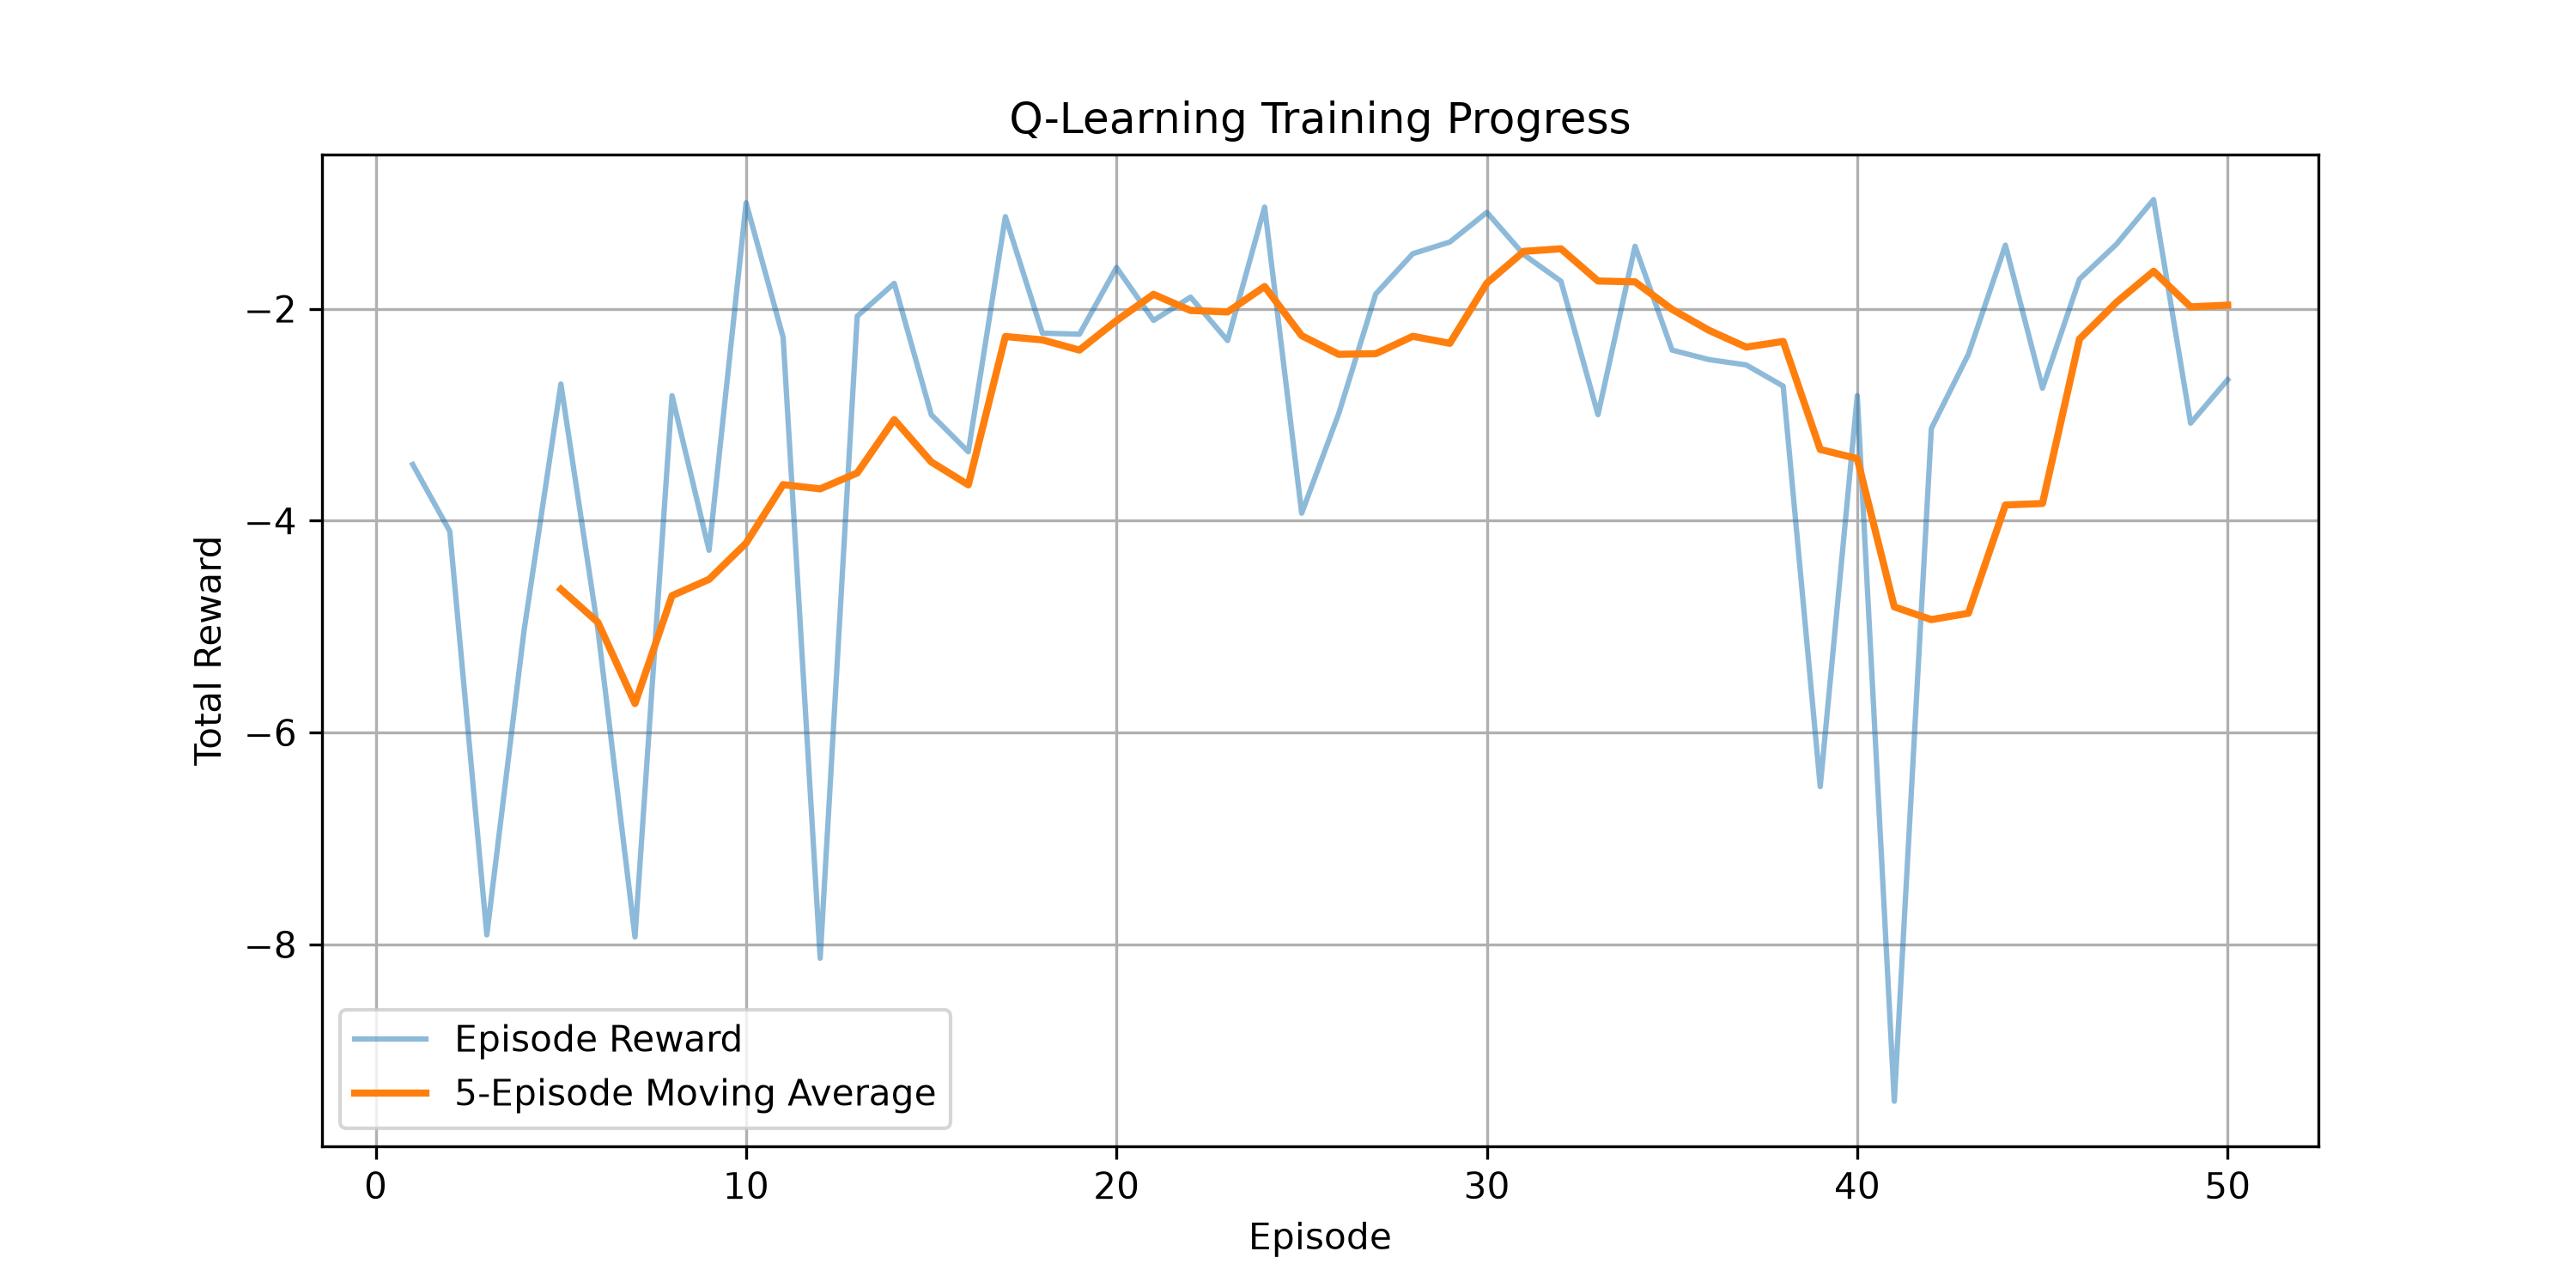 Q-Learning Training Progress
Total Reward
−2
−4
−6
−8
Episode Reward
5-Episode Moving Average
0 10 20 30 40 50
Episode